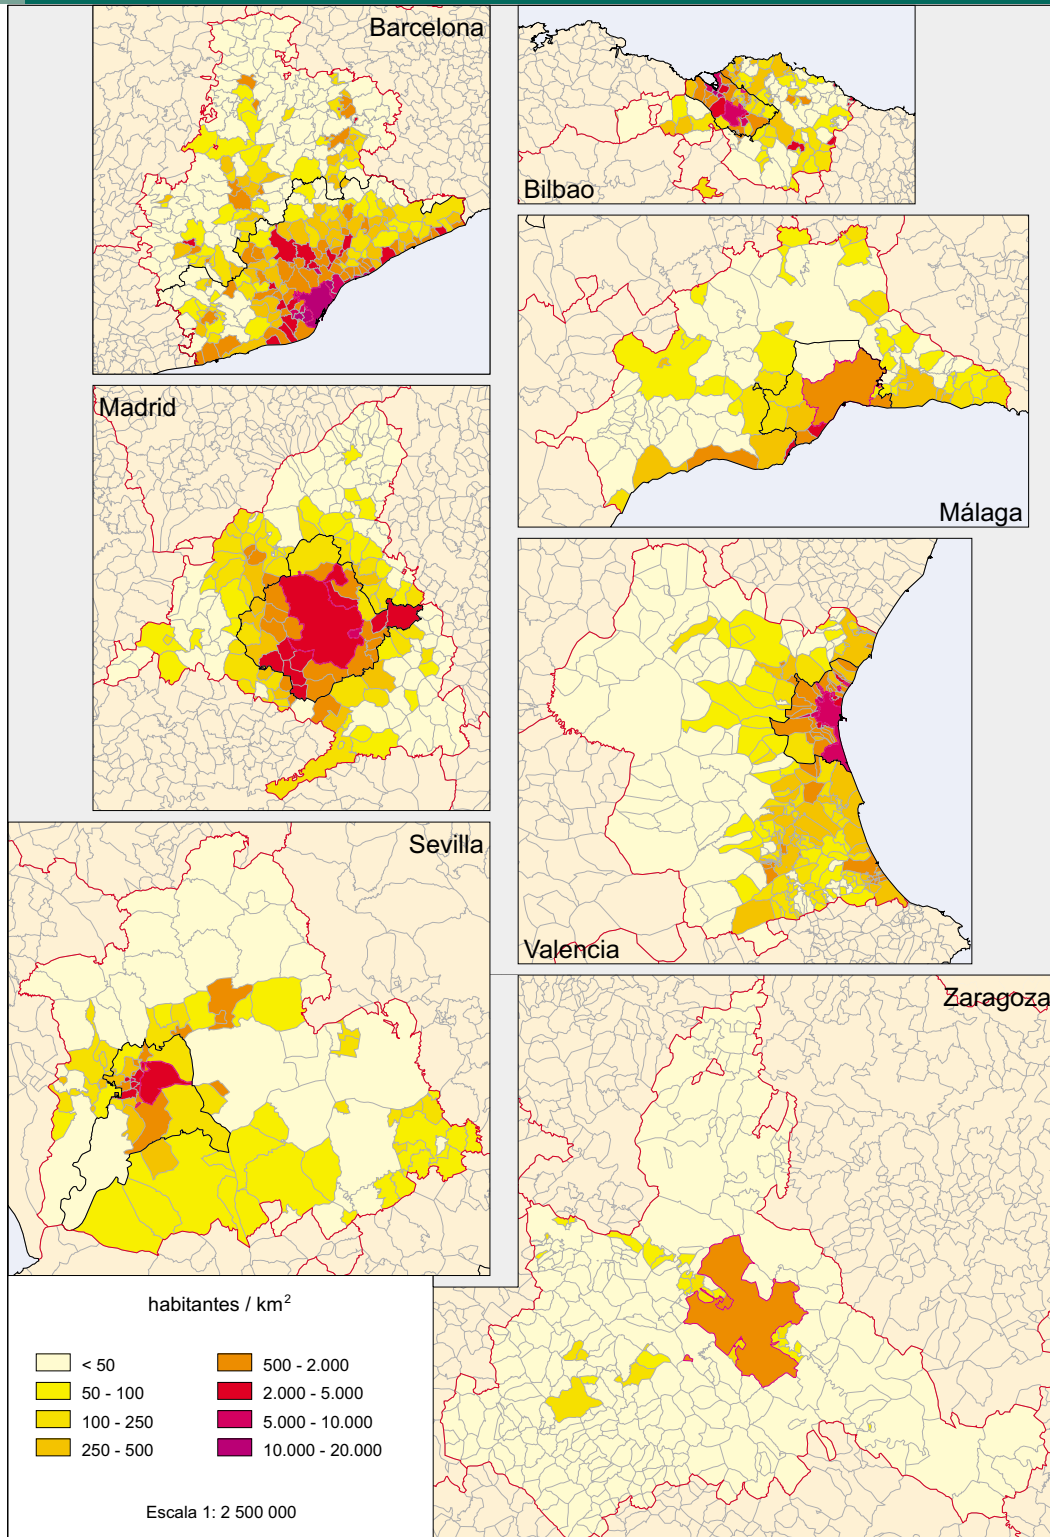 Barcelona
Bilbao
Madrid
Málaga
Sevilla
Valencia
Zaragoza
habitantes / km²
< 50
50 - 100
100 - 250
250 - 500
500 - 2.000
2.000 - 5.000
5.000 - 10.000
10.000 - 20.000
Escala 1: 2 500 000